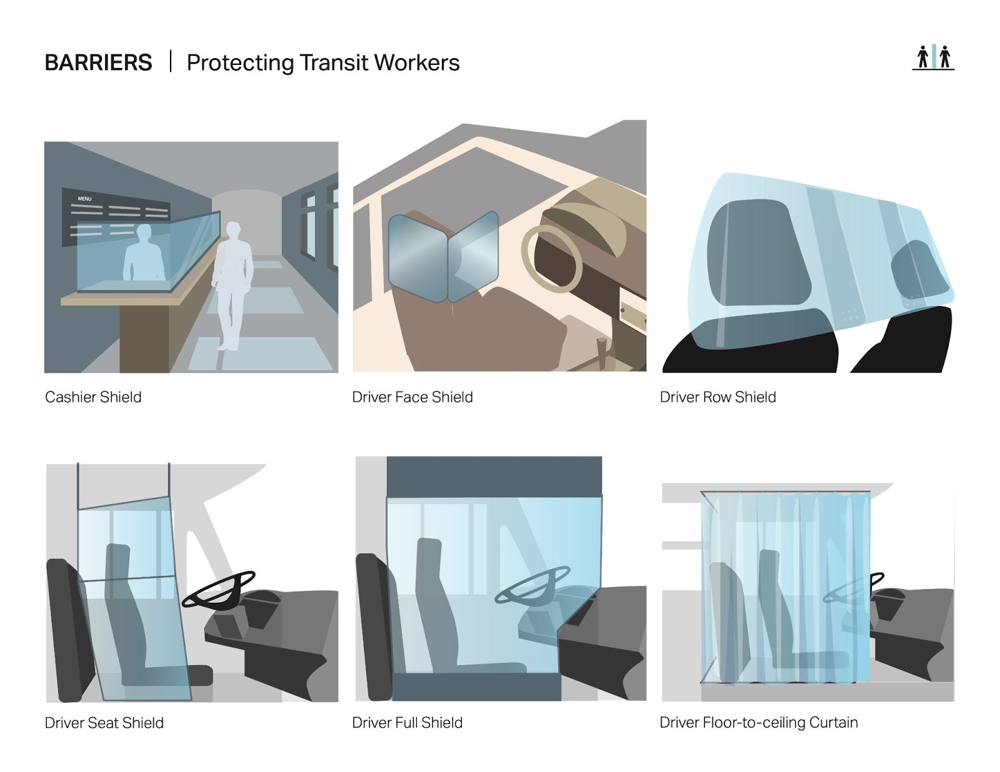 BARRIERS | Protecting Transit Workers
MENU
Cashier Shield
Driver Face Shield
Driver Row Shield
Driver Seat Shield
Driver Full Shield
Driver Floor-to-ceiling Curtain